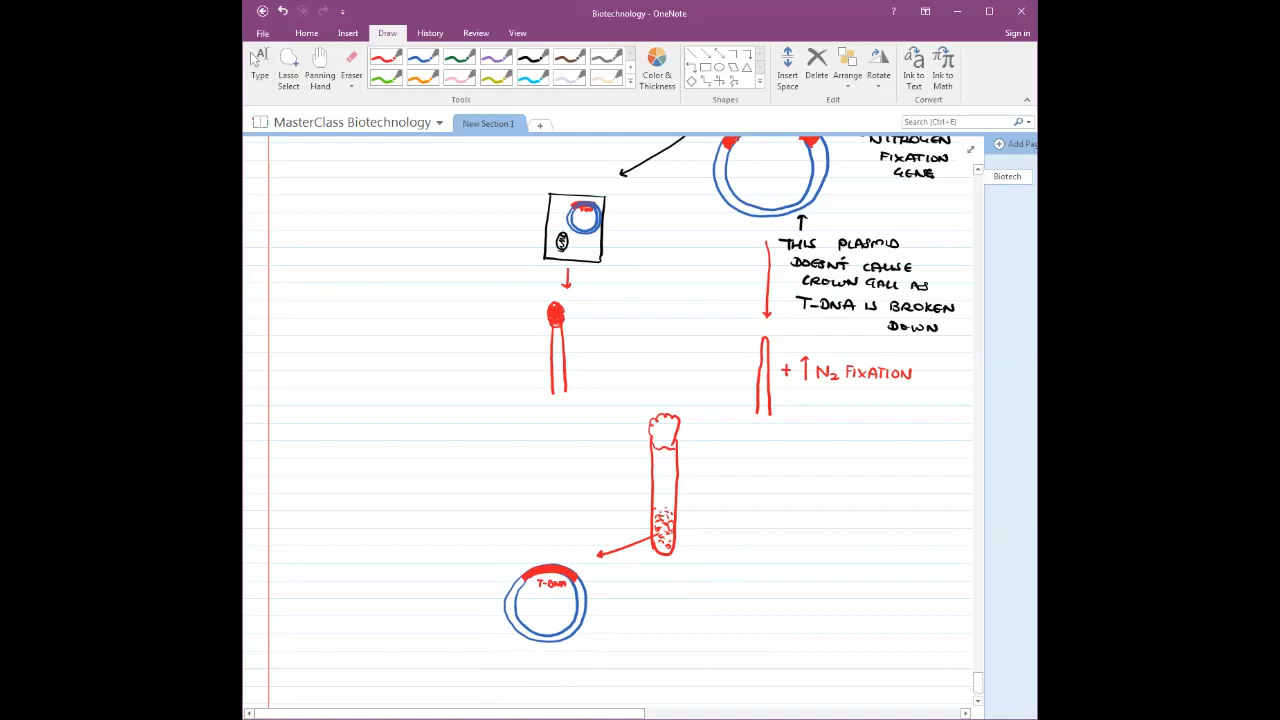 Biotechnology - OneNote
?
File
Home
Insert
Draw
History
Review
View
Sign in
Type
Lasso
Select
Panning
Hand
Eraser
Color &
Thickness
Insert
Space
Delete
Arrange
Rotate
Ink to
Text
Ink to
Math
Tools
Shapes
Edit
Convert
MasterClass Biotechnology
New Section 1
Search (Ctrl+E)
Add Pa
Biotech
NITROGEN
FIXATION
GENE
THIS PLASMID
DOESN'T CAUSE
CROWN GALL AS
T-DNA IS BROKEN
DOWN
+ ↑ N2 FIXATION
T-DNA